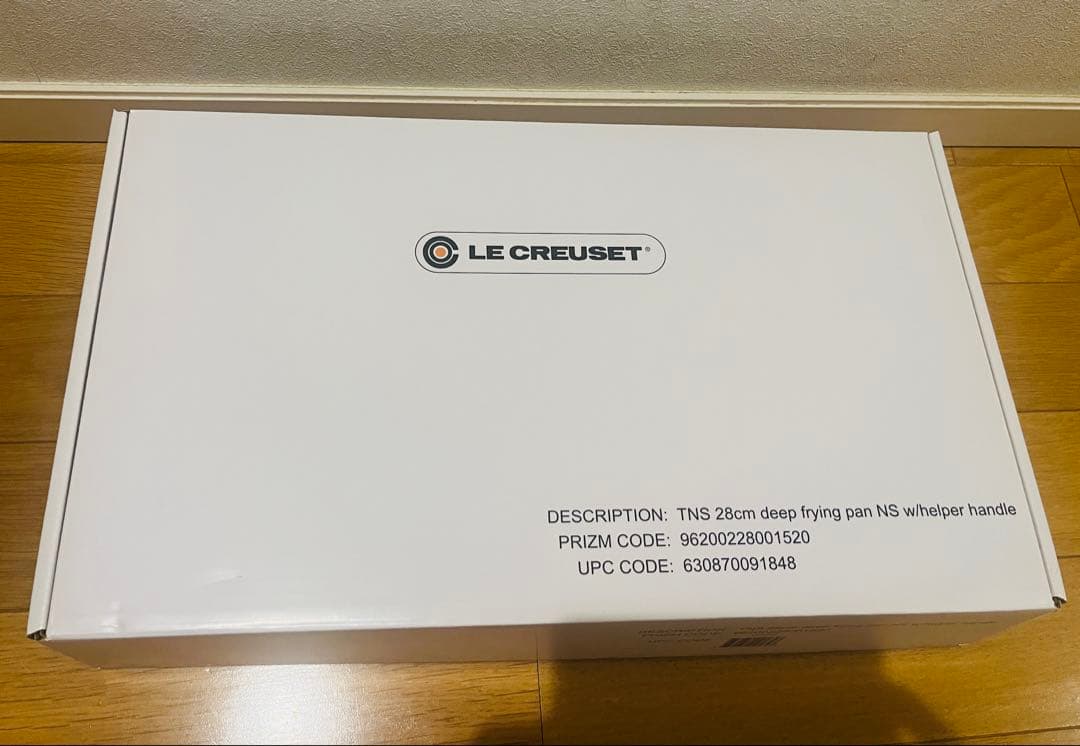 LE CREUSET®
DESCRIPTION: TNS 28cm deep frying pan NS w/helper handle
PRIZM CODE: 96200228001520
UPC CODE: 630870091848